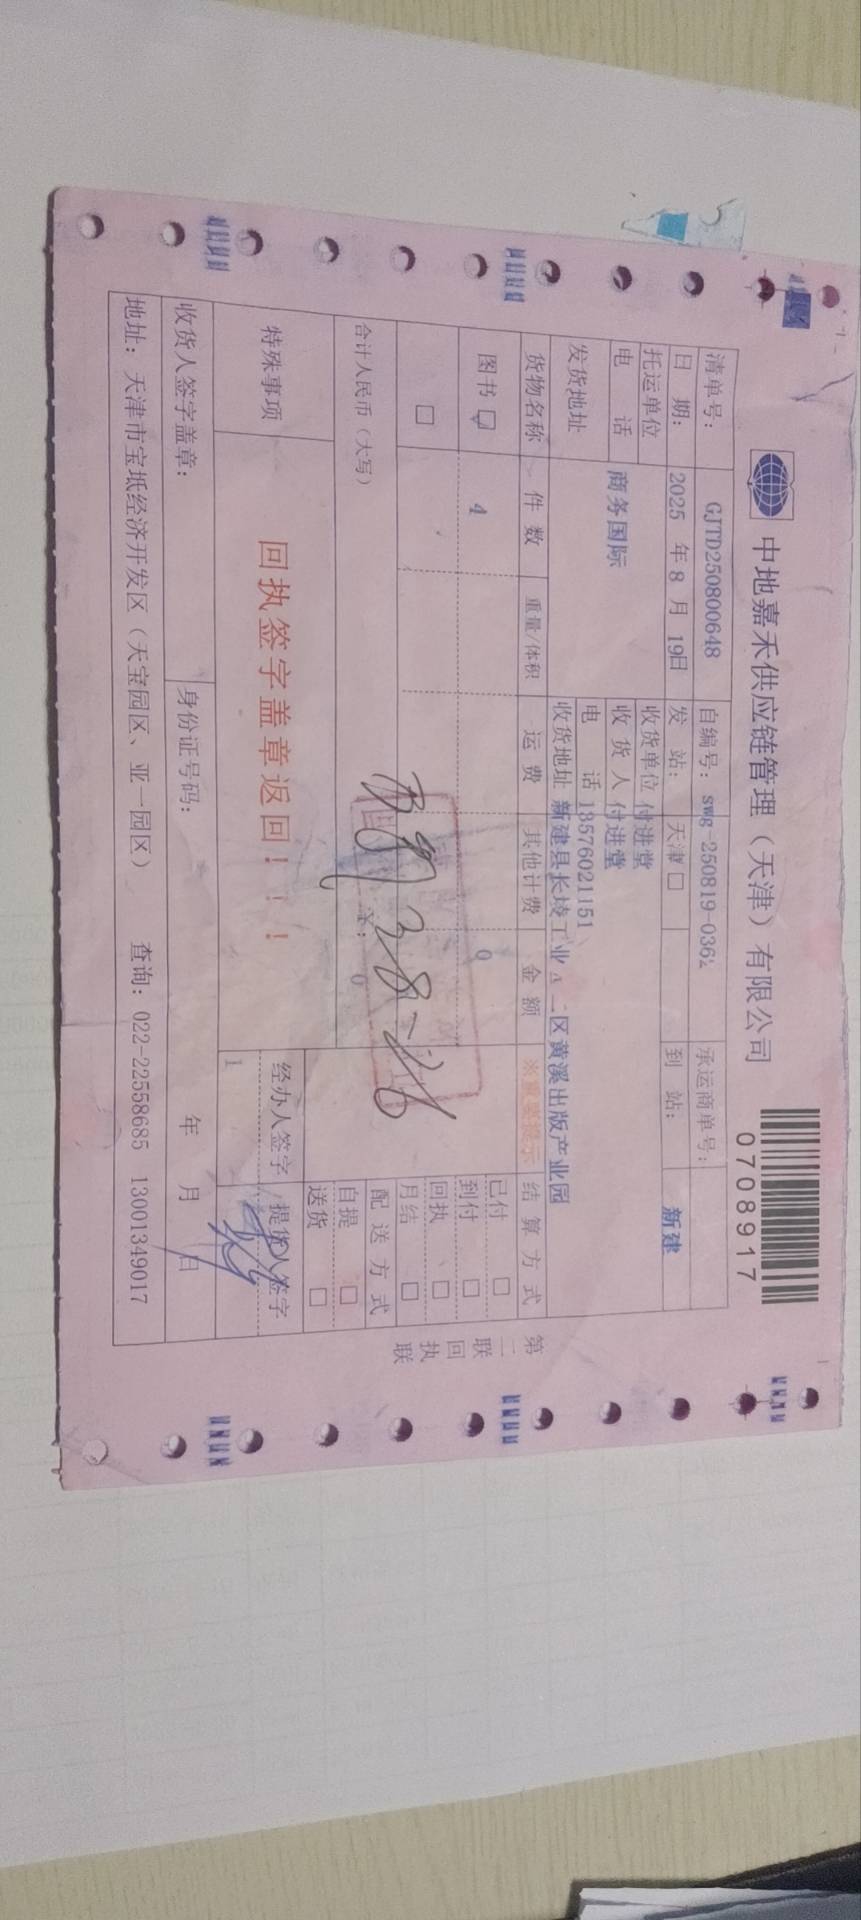 中地嘉禾供应链管理（天津）有限公司
0708917
清单号： GJTD250800648 自编号： swg-250819-036 承运商单号：
日 期： 2025 年 8 月 19日 发 站： 天津 □ 到 站： 新建
托运单位 收货单位 付进堂
电 话 商务国际 收 货 人 付进堂
发货地址 电 话 13576021151
收货地址 新建县长堎工业 二区黄溪出版产业园
货物名称 件 数 重量/体积 运 费 其他计费 金 额 ※重要提示 结 算 方 式
图书 4 0 已付 □
到付 □
□ 回执 □
月结 □
合计人民币（大写） ¥： 0 配 送 方 式
自提 □
送货 □
特殊事项 回执签字盖章返回！！！ 经办人签字 提货人签字
1
收货人签字盖章： 身份证号码： 年 月 日
地址：天津市宝坻经济开发区（天宝园区、亚一园区） 查询：022-22558685 13001349017
第二联 回执联